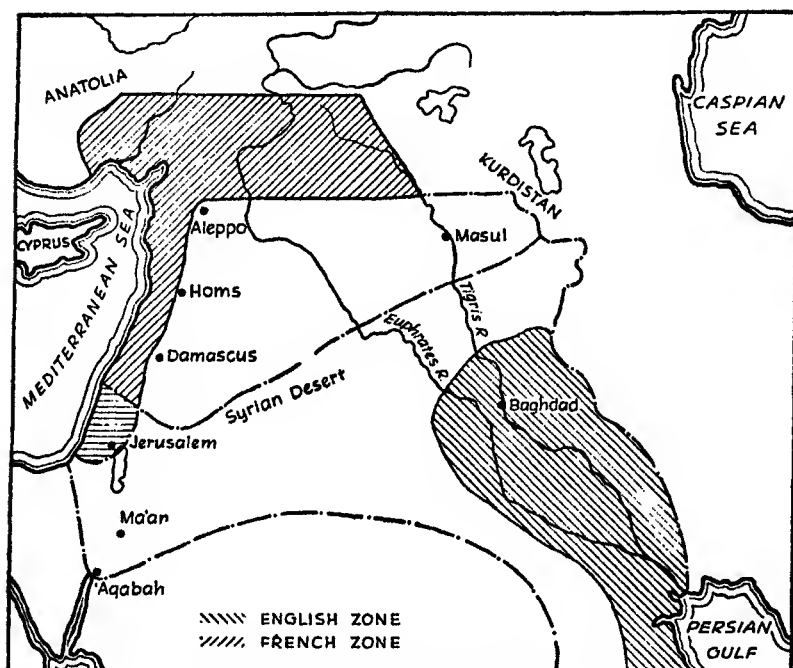 ANATOLIA
CASPIAN
SEA
KURDISTAN
CYPRUS
Aleppo
Masul
MEDITERRANEAN SEA
Homs
Tigris R
Euphrates R.
Damascus
Syrian Desert
Baghdad
Jerusalem
Ma'an
Aqabah
ENGLISH ZONE
FRENCH ZONE
PERSIAN
GULF